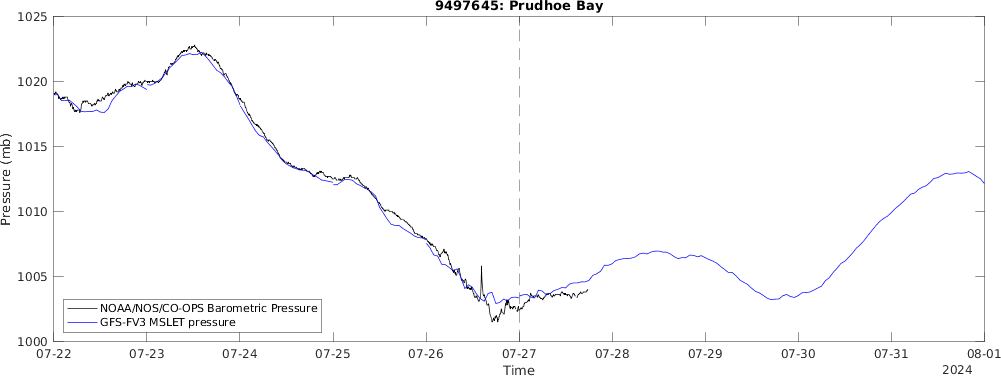 9497645: Prudhoe Bay
Pressure (mb)
1025
1020
1015
1010
1005
1000
NOAA/NOS/CO-OPS Barometric Pressure
GFS-FV3 MSLET pressure
07-22 07-23 07-24 07-25 07-26 07-27 07-28 07-29 07-30 07-31 08-01
Time
2024